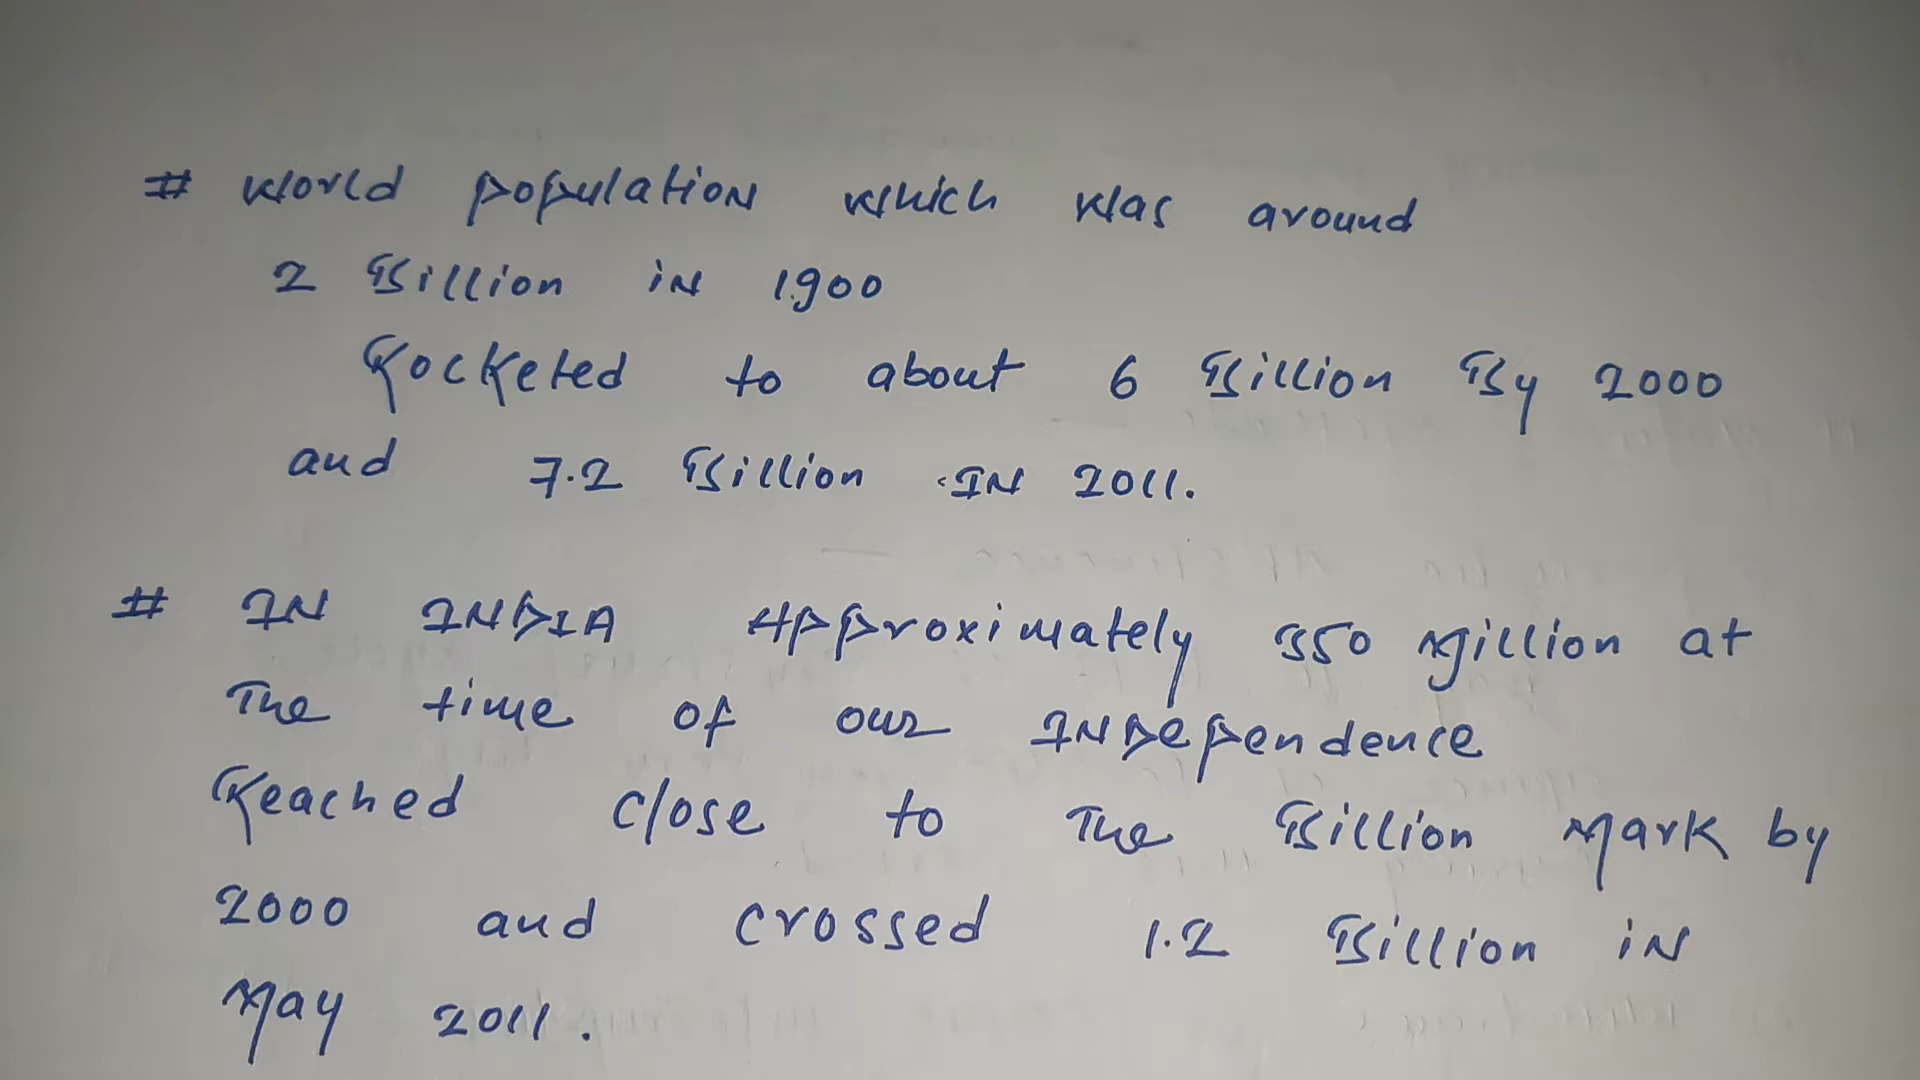 # World population which was around
2 Billion in 1900
Rocketed to about 6 Billion By 2000
and 7.2 Billion IN 2011.
# IN INDIA Approximately 350 Million at
The time of our INDependence
Reached close to The Billion Mark by
2000 and crossed 1.2 Billion in
May 2011.